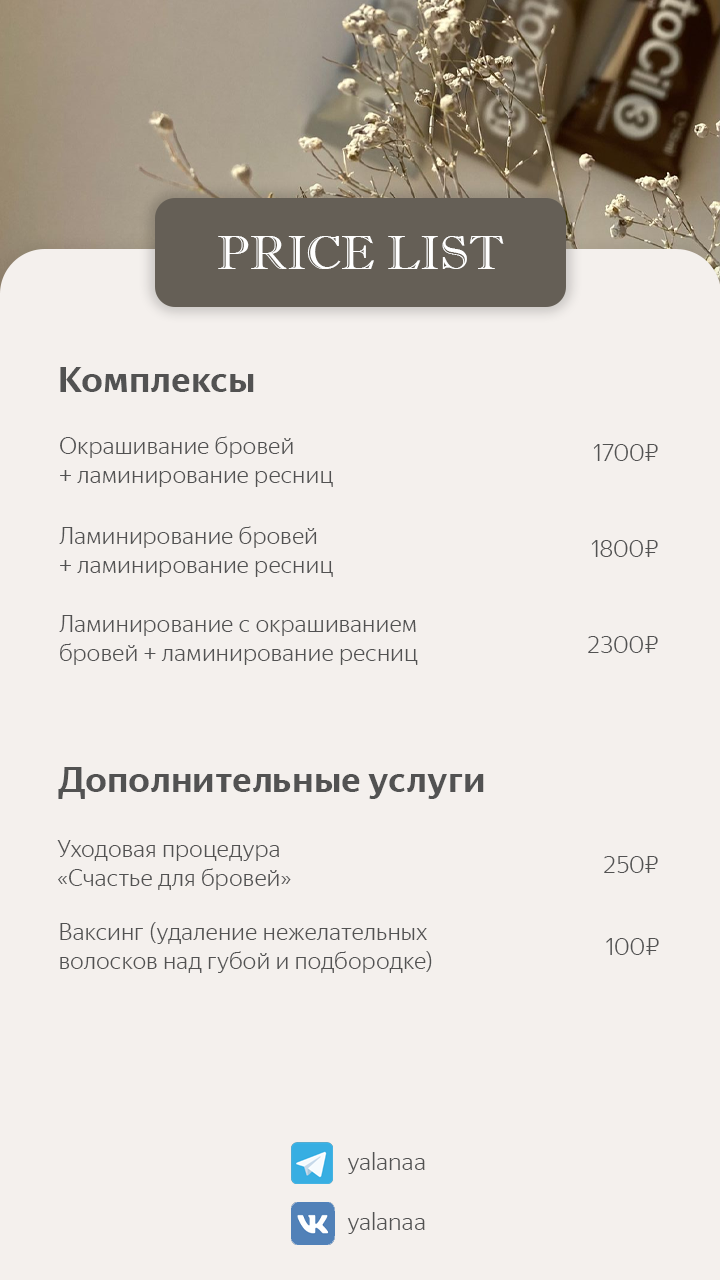 PRICE LIST
Комплексы
Окрашивание бровей
+ ламинирование ресниц
1700₽
Ламинирование бровей
+ ламинирование ресниц
1800₽
Ламинирование с окрашиванием
бровей + ламинирование ресниц
2300₽
Дополнительные услуги
Уходовая процедура
«Счастье для бровей»
250₽
Ваксинг (удаление нежелательных
волосков над губой и подбородке)
100₽
yalanaa
yalanaa